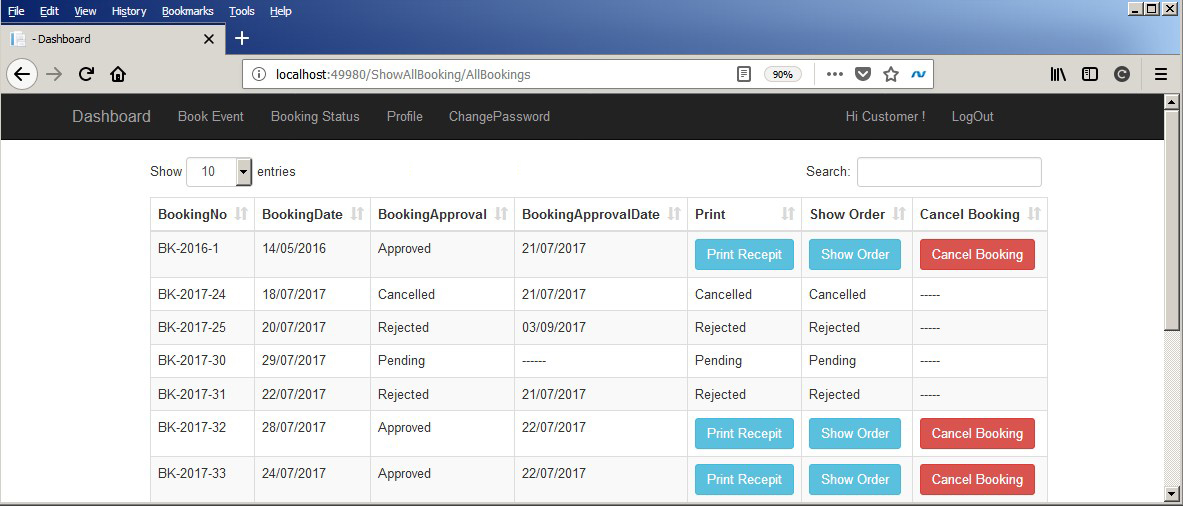 File Edit View History Bookmarks Tools Help
- Dashboard
localhost:49980/ShowAllBooking/AllBookings 90%
Dashboard Book Event Booking Status Profile ChangePassword Hi Customer ! LogOut
Show 10 entries Search:
BookingNo BookingDate BookingApproval BookingApprovalDate Print Show Order Cancel Booking
BK-2016-1 14/05/2016 Approved 21/07/2017 Print Recepit Show Order Cancel Booking
BK-2017-24 18/07/2017 Cancelled 21/07/2017 Cancelled Cancelled -----
BK-2017-25 20/07/2017 Rejected 03/09/2017 Rejected Rejected -----
BK-2017-30 29/07/2017 Pending ------ Pending Pending -----
BK-2017-31 22/07/2017 Rejected 21/07/2017 Rejected Rejected -----
BK-2017-32 28/07/2017 Approved 22/07/2017 Print Recepit Show Order Cancel Booking
BK-2017-33 24/07/2017 Approved 22/07/2017 Print Recepit Show Order Cancel Booking